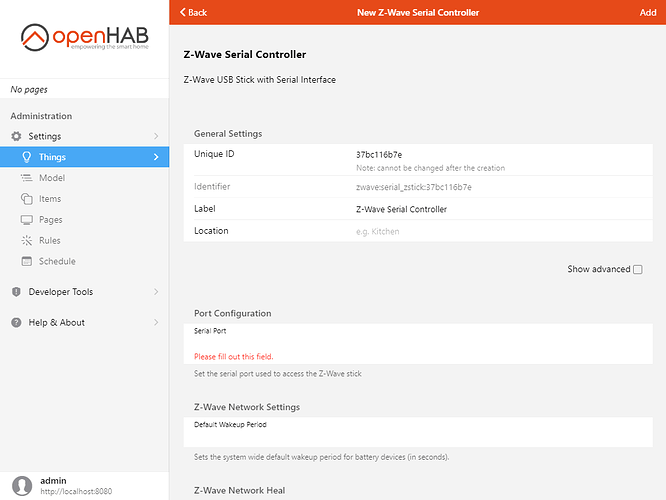 Back
New Z-Wave Serial Controller
Add
openHAB
empowering the smart home
No pages
Administration
Settings
Things
Model
Items
Pages
Rules
Schedule
Developer Tools
Help & About
admin
http://localhost:8080
Z-Wave Serial Controller
Z-Wave USB Stick with Serial Interface
General Settings
Unique ID
37bc116b7e
Note: cannot be changed after the creation
Identifier
zwave:serial_zstick:37bc116b7e
Label
Z-Wave Serial Controller
Location
e.g. Kitchen
Show advanced
Port Configuration
Serial Port
Please fill out this field.
Set the serial port used to access the Z-Wave stick
Z-Wave Network Settings
Default Wakeup Period
Sets the system wide default wakeup period for battery devices (in seconds).
Z-Wave Network Heal